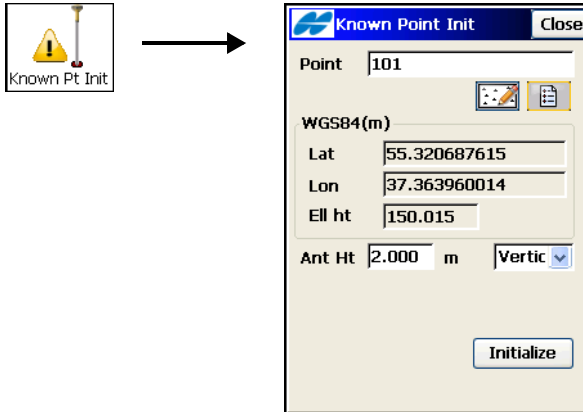 Known Pt Init
Known Point Init Close
Point 101
WGS84(m)
Lat 55.320687615
Lon 37.363960014
Ell ht 150.015
Ant Ht 2.000 m Vertic
Initialize